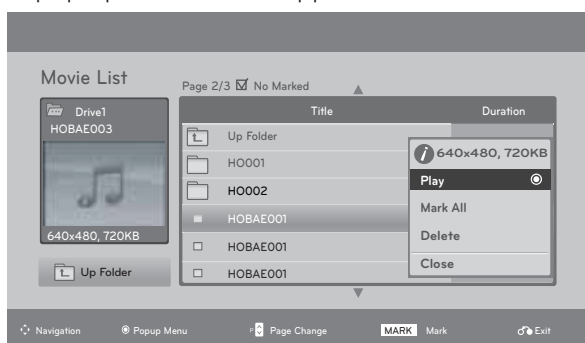 Movie List
Page 2/3 No Marked
Drive1
HOBAE003
640x480, 720KB
Up Folder
Title Duration
Up Folder
HO001
HO002
HOBAE001
HOBAE001
HOBAE001
640x480, 720KB
Play
Mark All
Delete
Close
Navigation Popup Menu P Page Change MARK Mark Exit